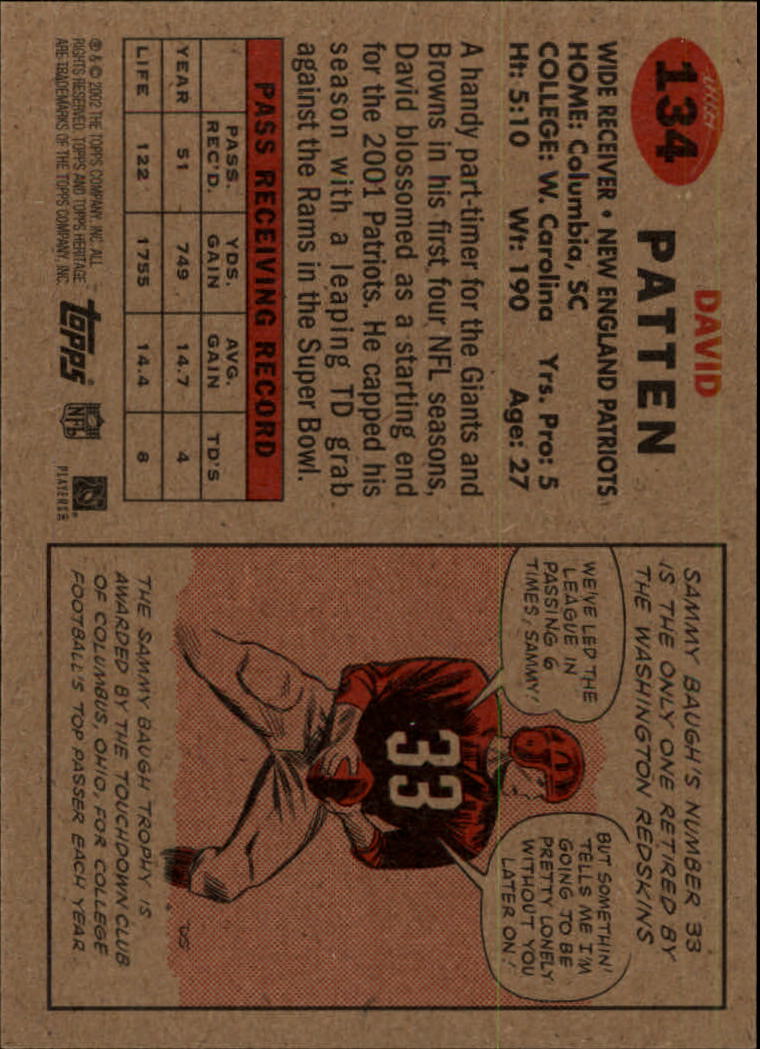 134
DAVID
PATTEN
WIDE RECEIVER • NEW ENGLAND PATRIOTS
HOME: Columbia, SC
COLLEGE: W. Carolina Yrs. Pro: 5
Ht: 5:10 Wt: 190 Age: 27
A handy part-timer for the Giants and
Browns in his first four NFL seasons,
David blossomed as a starting end
for the 2001 Patriots. He capped his
season with a leaping TD grab
against the Rams in the Super Bowl.
PASS RECEIVING RECORD
PASS. REC'D. YDS. GAIN AVG. GAIN TD'S
YEAR 51 749 14.7 4
LIFE 122 1755 14.4 8
® & © 2002 THE TOPPS COMPANY, INC. ALL
RIGHTS RESERVED. TOPPS AND TOPPS HERITAGE
ARE TRADEMARKS OF THE TOPPS COMPANY, INC.
topps®
NFL
PLAYERS
SAMMY BAUGH'S NUMBER 33
IS THE ONLY ONE RETIRED BY
THE WASHINGTON REDSKINS
WE'VE LED THE
LEAGUE IN
PASSING 6
TIMES, SAMMY!
BUT SOMETHIN'
TELLS ME I'M
GOING TO BE
PRETTY LONELY
WITHOUT YOU
LATER ON!
33
THE SAMMY BAUGH TROPHY IS
AWARDED BY THE TOUCHDOWN CLUB
OF COLUMBUS, OHIO, FOR COLLEGE
FOOTBALL'S TOP PASSER EACH YEAR.